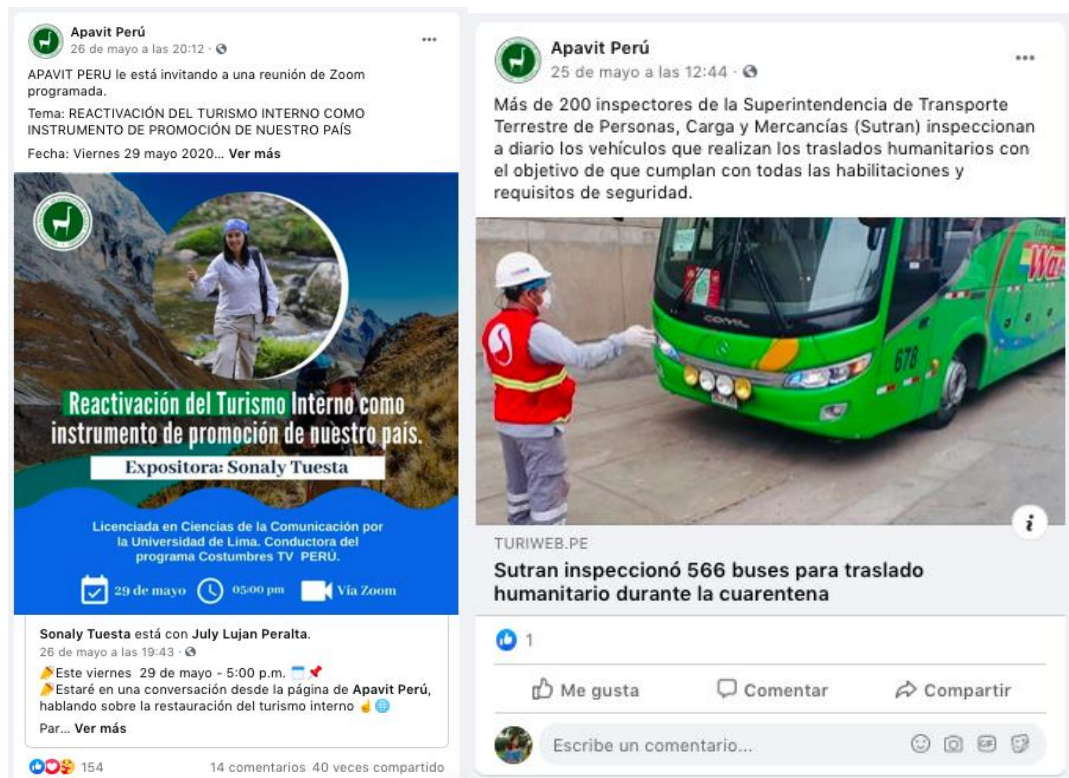 Apavit Perú
26 de mayo a las 20:12 ·
APAVIT PERU le está invitando a una reunión de Zoom
programada.
Tema: REACTIVACIÓN DEL TURISMO INTERNO COMO
INSTRUMENTO DE PROMOCIÓN DE NUESTRO PAÍS
Fecha: Viernes 29 mayo 2020... Ver más
Reactivación del Turismo Interno como
instrumento de promoción de nuestro país.
Expositora: Sonaly Tuesta
Licenciada en Ciencias de la Comunicación por
la Universidad de Lima. Conductora del
programa Costumbres TV PERÚ.
29 de mayo 05:00 pm Vía Zoom
Sonaly Tuesta está con July Lujan Peralta.
26 de mayo a las 19:43 ·
Este viernes 29 de mayo - 5:00 p.m.
Estaré en una conversación desde la página de Apavit Perú,
hablando sobre la restauración del turismo interno
Par... Ver más
154 14 comentarios 40 veces compartido
Apavit Perú
25 de mayo a las 12:44 ·
Más de 200 inspectores de la Superintendencia de Transporte
Terrestre de Personas, Carga y Mercancías (Sutran) inspeccionan
a diario los vehículos que realizan los traslados humanitarios con
el objetivo de que cumplan con todas las habilitaciones y
requisitos de seguridad.
678
TURIWEB.PE
Sutran inspeccionó 566 buses para traslado
humanitario durante la cuarentena
1
Me gusta Comentar Compartir
Escribe un comentario...
GIF